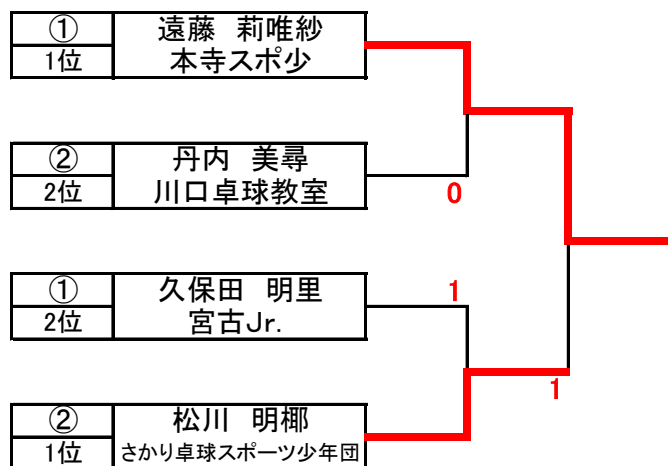 ① 遠藤　莉唯紗
1位 本寺スポ少
② 丹内　美尋
2位 川口卓球教室
0
① 久保田　明里
1
2位 宮古Jr.
1
② 松川　明椰
1位 さかり卓球スポーツ少年団